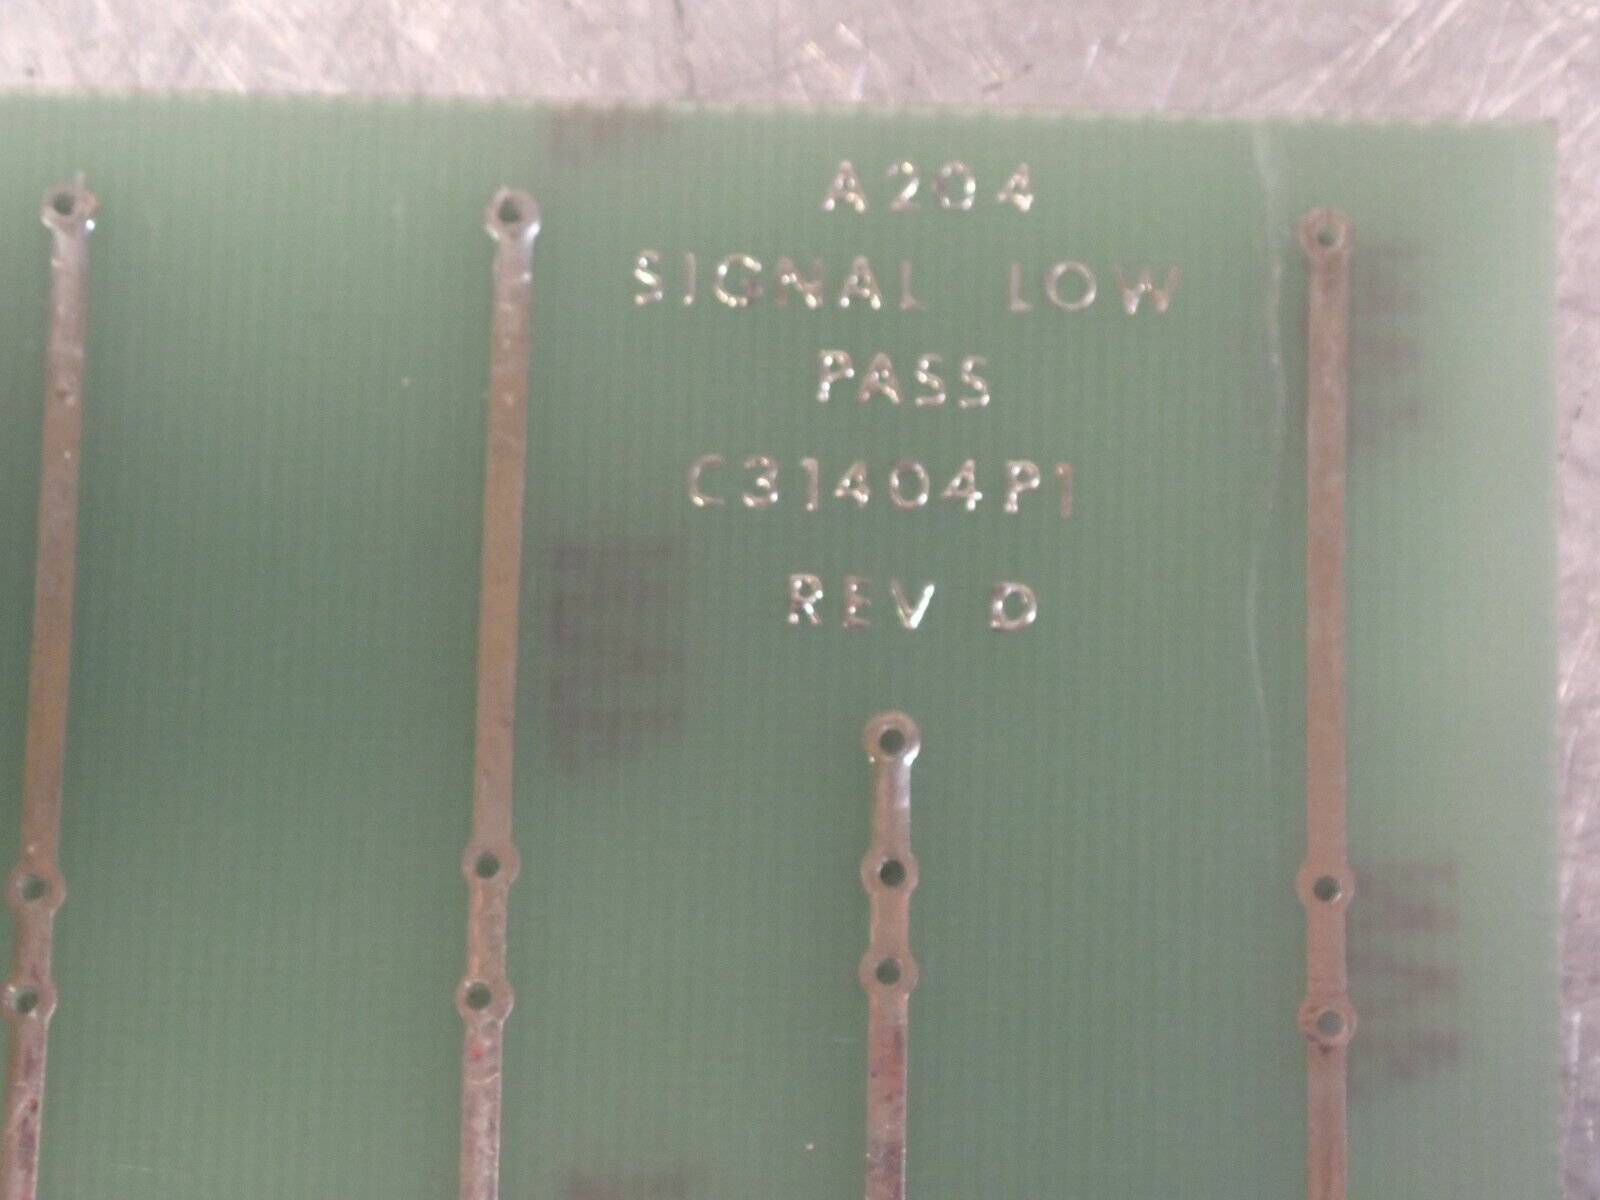 A204
SIGNAL LOW
PASS
C31404P1
REV D